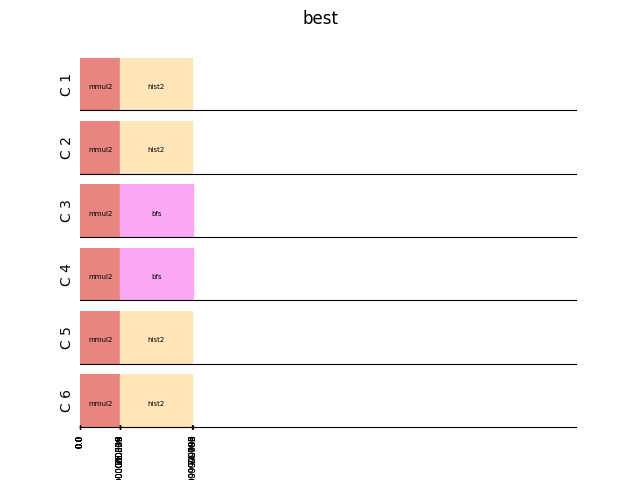 best
C 1
mmul2 hist2
C 2
mmul2 hist2
C 3
mmul2 bfs
C 4
mmul2 bfs
C 5
mmul2 hist2
C 6
mmul2 hist2
0.0